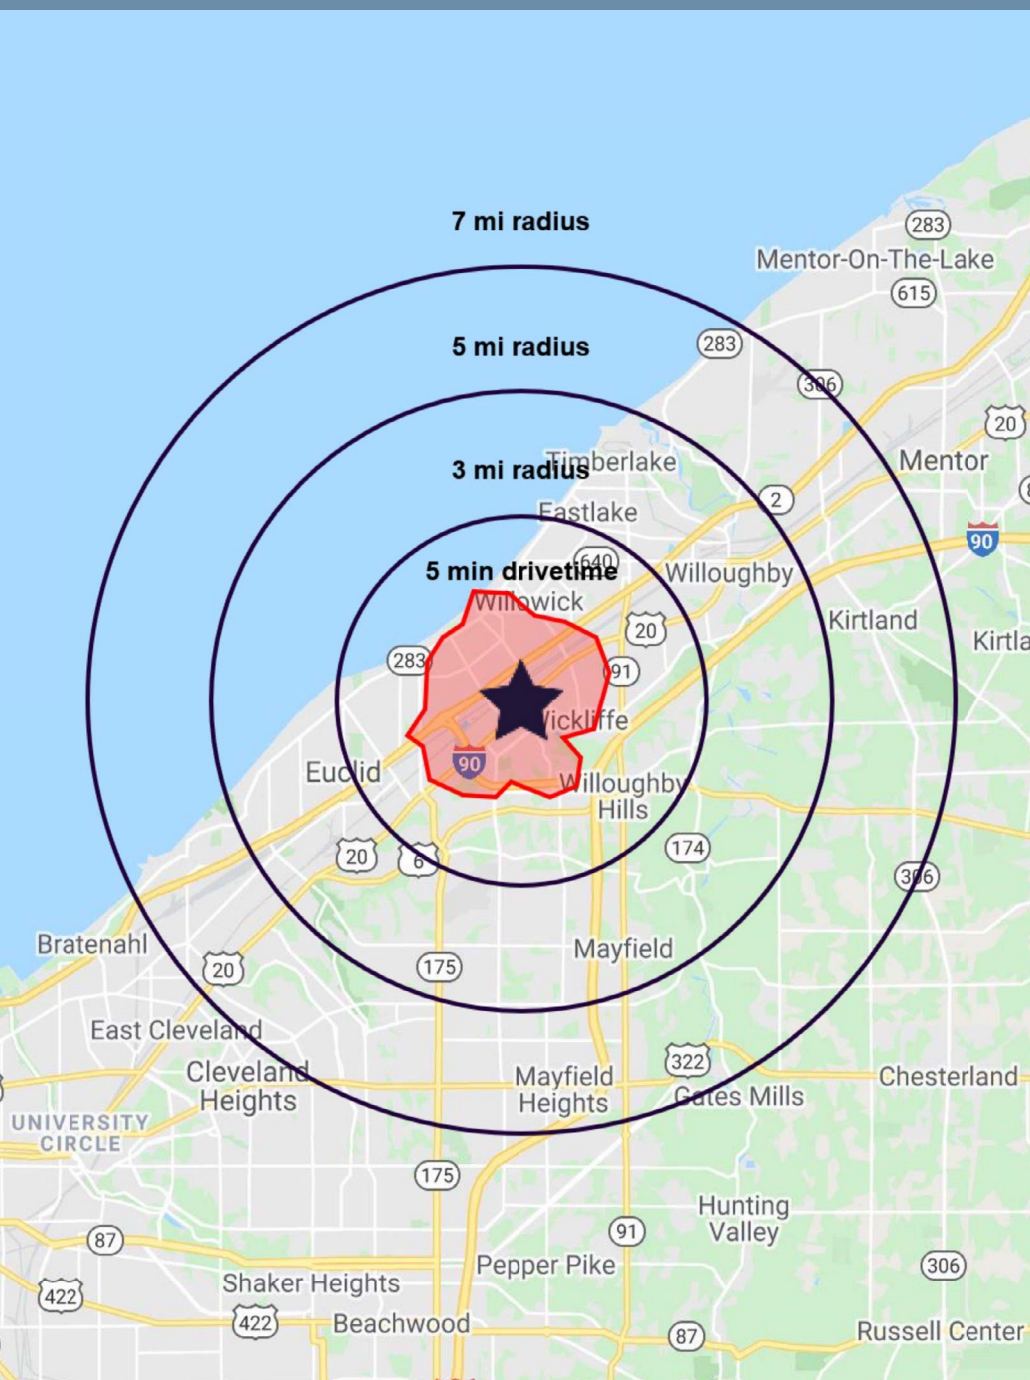 7 mi radius
283
Mentor-On-The-Lake
615
5 mi radius
283
306
20
3 mi radius
Timberlake
Mentor
2
Eastlake
90
640
5 min drivetime
Willoughby
Willowick
Kirtland
20
283
91
Wickliffe
90
Euclid
Willoughby
Hills
20
6
174
306
Bratenahl
Mayfield
20
175
East Cleveland
322
Cleveland
Heights
Mayfield
Heights
Chesterland
Gates Mills
UNIVERSITY
CIRCLE
175
Hunting
Valley
91
87
Pepper Pike
306
Shaker Heights
422
422
Beachwood
87
Russell Center